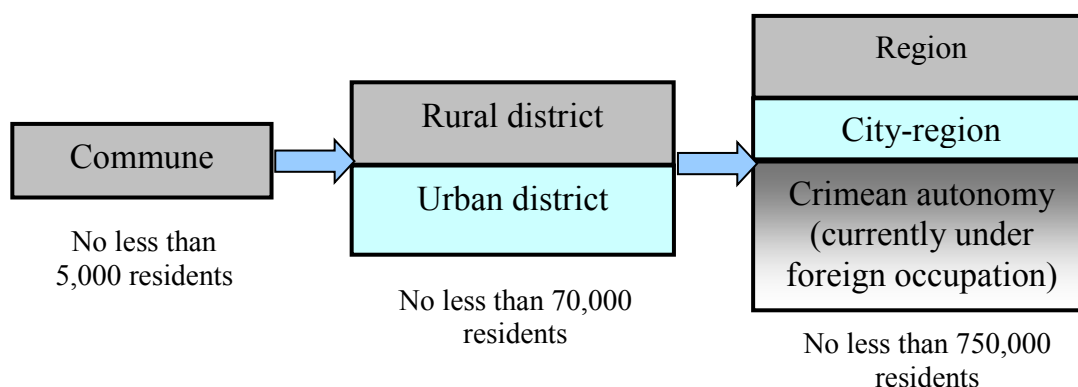 Commune
No less than
5,000 residents
Rural district
Urban district
No less than 70,000
residents
Region
City-region
Crimean autonomy
(currently under
foreign occupation)
No less than 750,000
residents